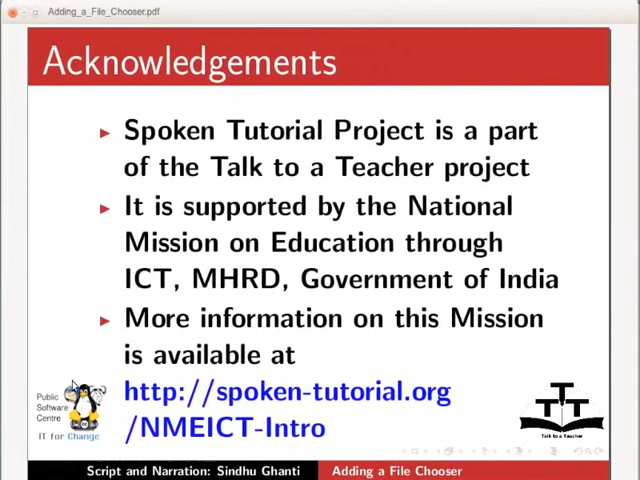 Adding_a_File_Chooser.pdf
Acknowledgements
Spoken Tutorial Project is a part
of the Talk to a Teacher project
It is supported by the National
Mission on Education through
ICT, MHRD, Government of India
More information on this Mission
is available at
http://spoken-tutorial.org
/NMEICT-Intro
Public
Software
Centre
IT for Change
Talk to a Teacher
Script and Narration: Sindhu Ghanti
Adding a File Chooser